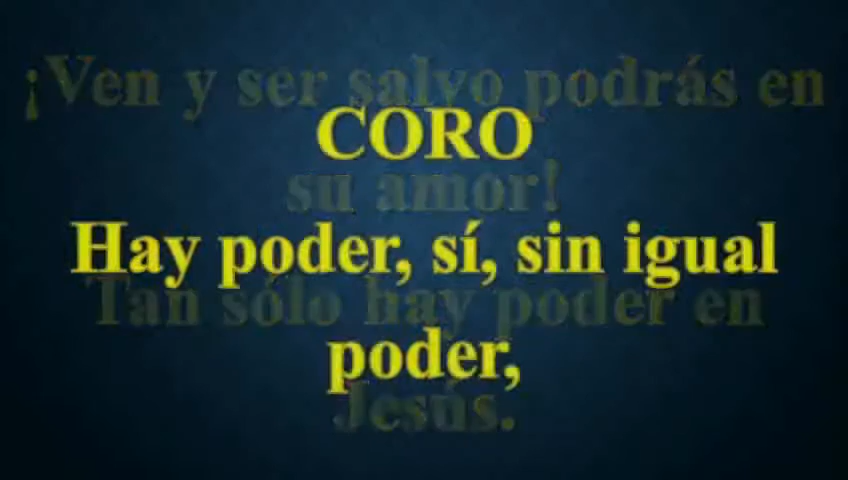 ¡Ven y ser salvo podrás en
CORO
su amor!
Hay poder, sí, sin igual
Tan sólo hay poder en
poder,
Jesús.